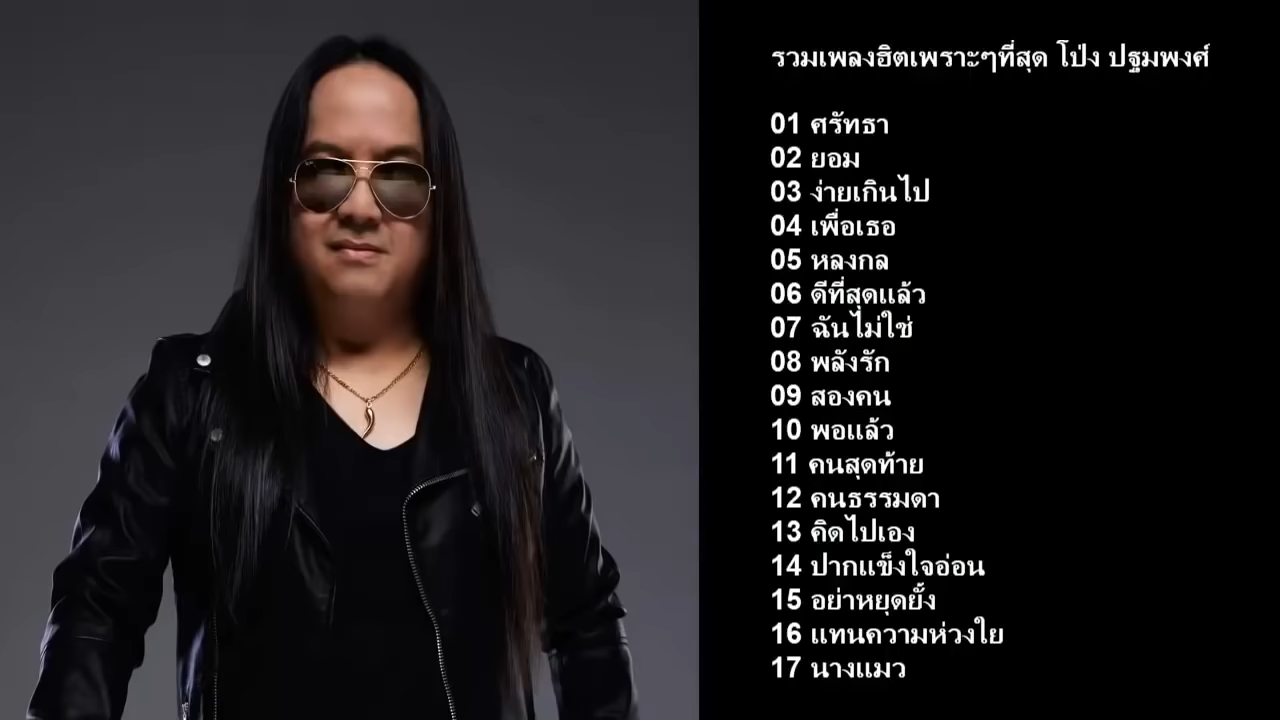 รวมเพลงฮิตเพราะๆที่สุด โป่ง ปฐมพงศ์
01 ศรัทธา
02 ยอม
03 ง่ายเกินไป
04 เพื่อเธอ
05 หลงกล
06 ดีที่สุดแล้ว
07 ฉันไม่ใช่
08 พลังรัก
09 สองคน
10 พอแล้ว
11 คนสุดท้าย
12 คนธรรมดา
13 คิดไปเอง
14 ปากแข็งใจอ่อน
15 อย่าหยุดยั้ง
16 แทนความห่วงใย
17 นางแมว